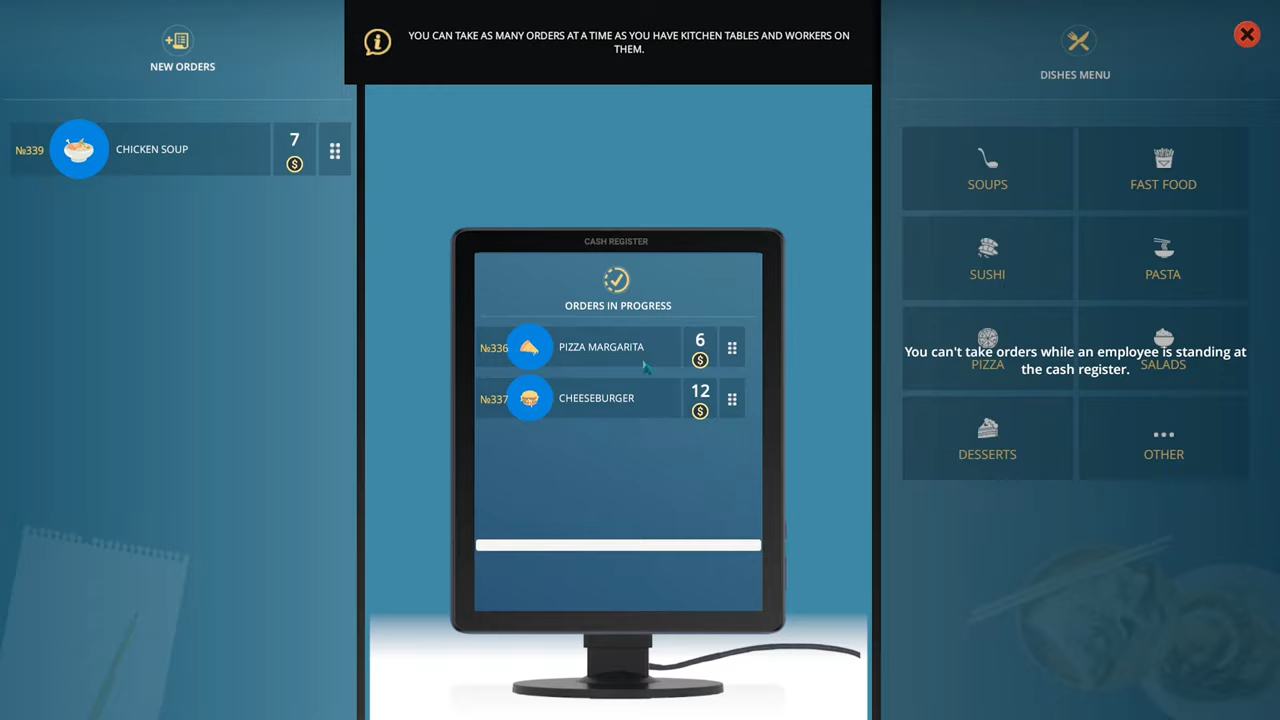 NEW ORDERS
№339
CHICKEN SOUP
7
$
YOU CAN TAKE AS MANY ORDERS AT A TIME AS YOU HAVE KITCHEN TABLES AND WORKERS ON
THEM.
CASH REGISTER
ORDERS IN PROGRESS
№336
PIZZA MARGARITA
6
$
№337
CHEESEBURGER
12
$
DISHES MENU
SOUPS
FAST FOOD
SUSHI
PASTA
You can't take orders while an employee is standing at
the cash register.
PIZZA
SALADS
DESSERTS
OTHER